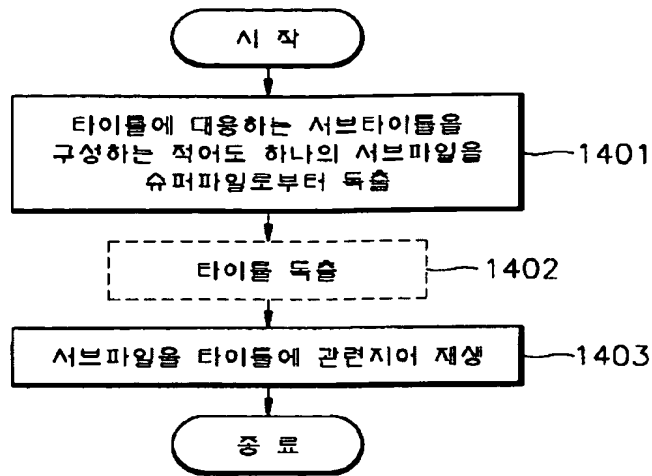 시 작
타이틀에 대응하는 서브타이틀을
구성하는 적어도 하나의 서브파일을
슈퍼파일로부터 독출
1401
타이틀 독출
1402
서브파일을 타이틀에 관련지어 재생
1403
종 료